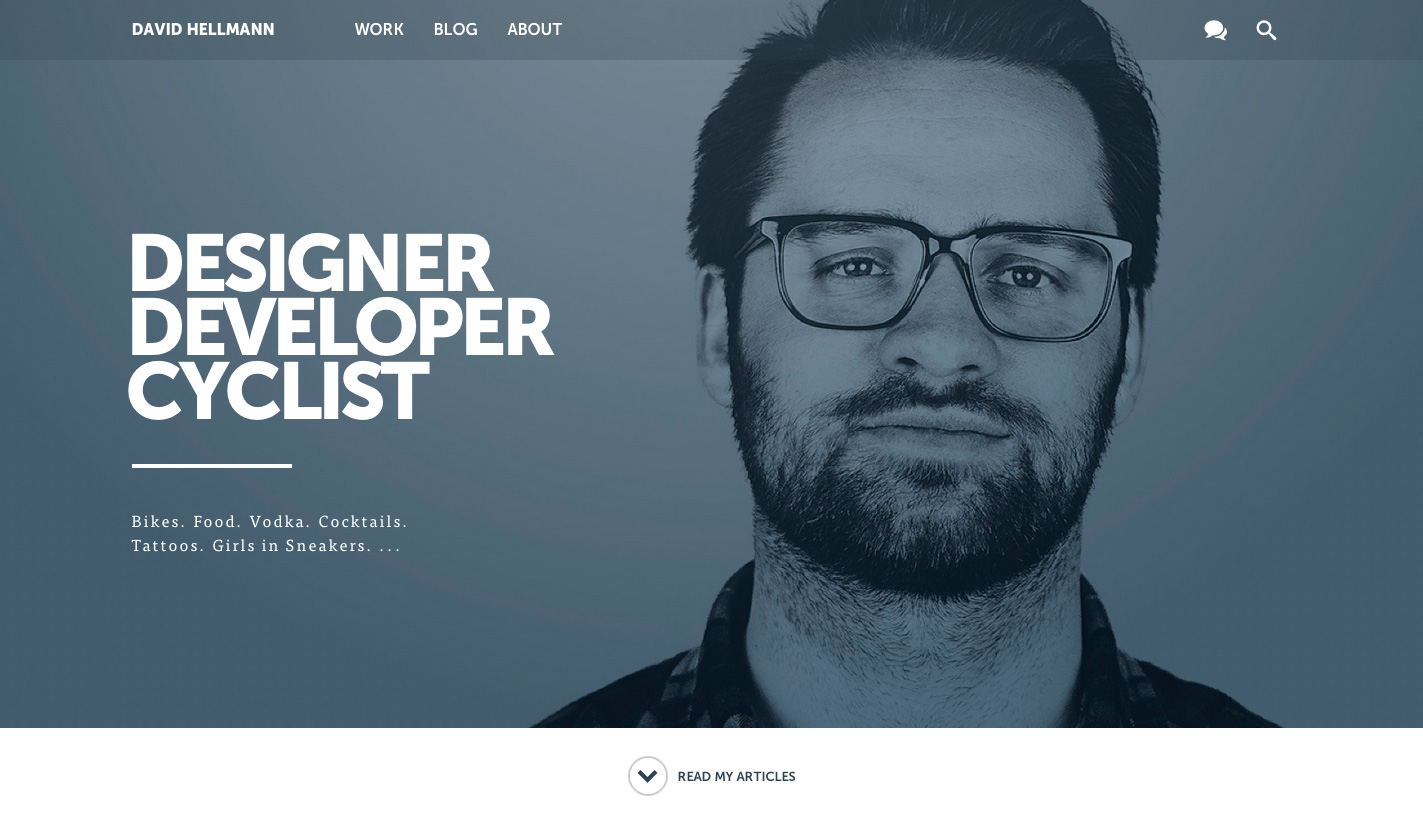 DAVID HELLMANN WORK BLOG ABOUT
DESIGNER
DEVELOPER
CYCLIST
Bikes. Food. Vodka. Cocktails.
Tattoos. Girls in Sneakers. ...
READ MY ARTICLES